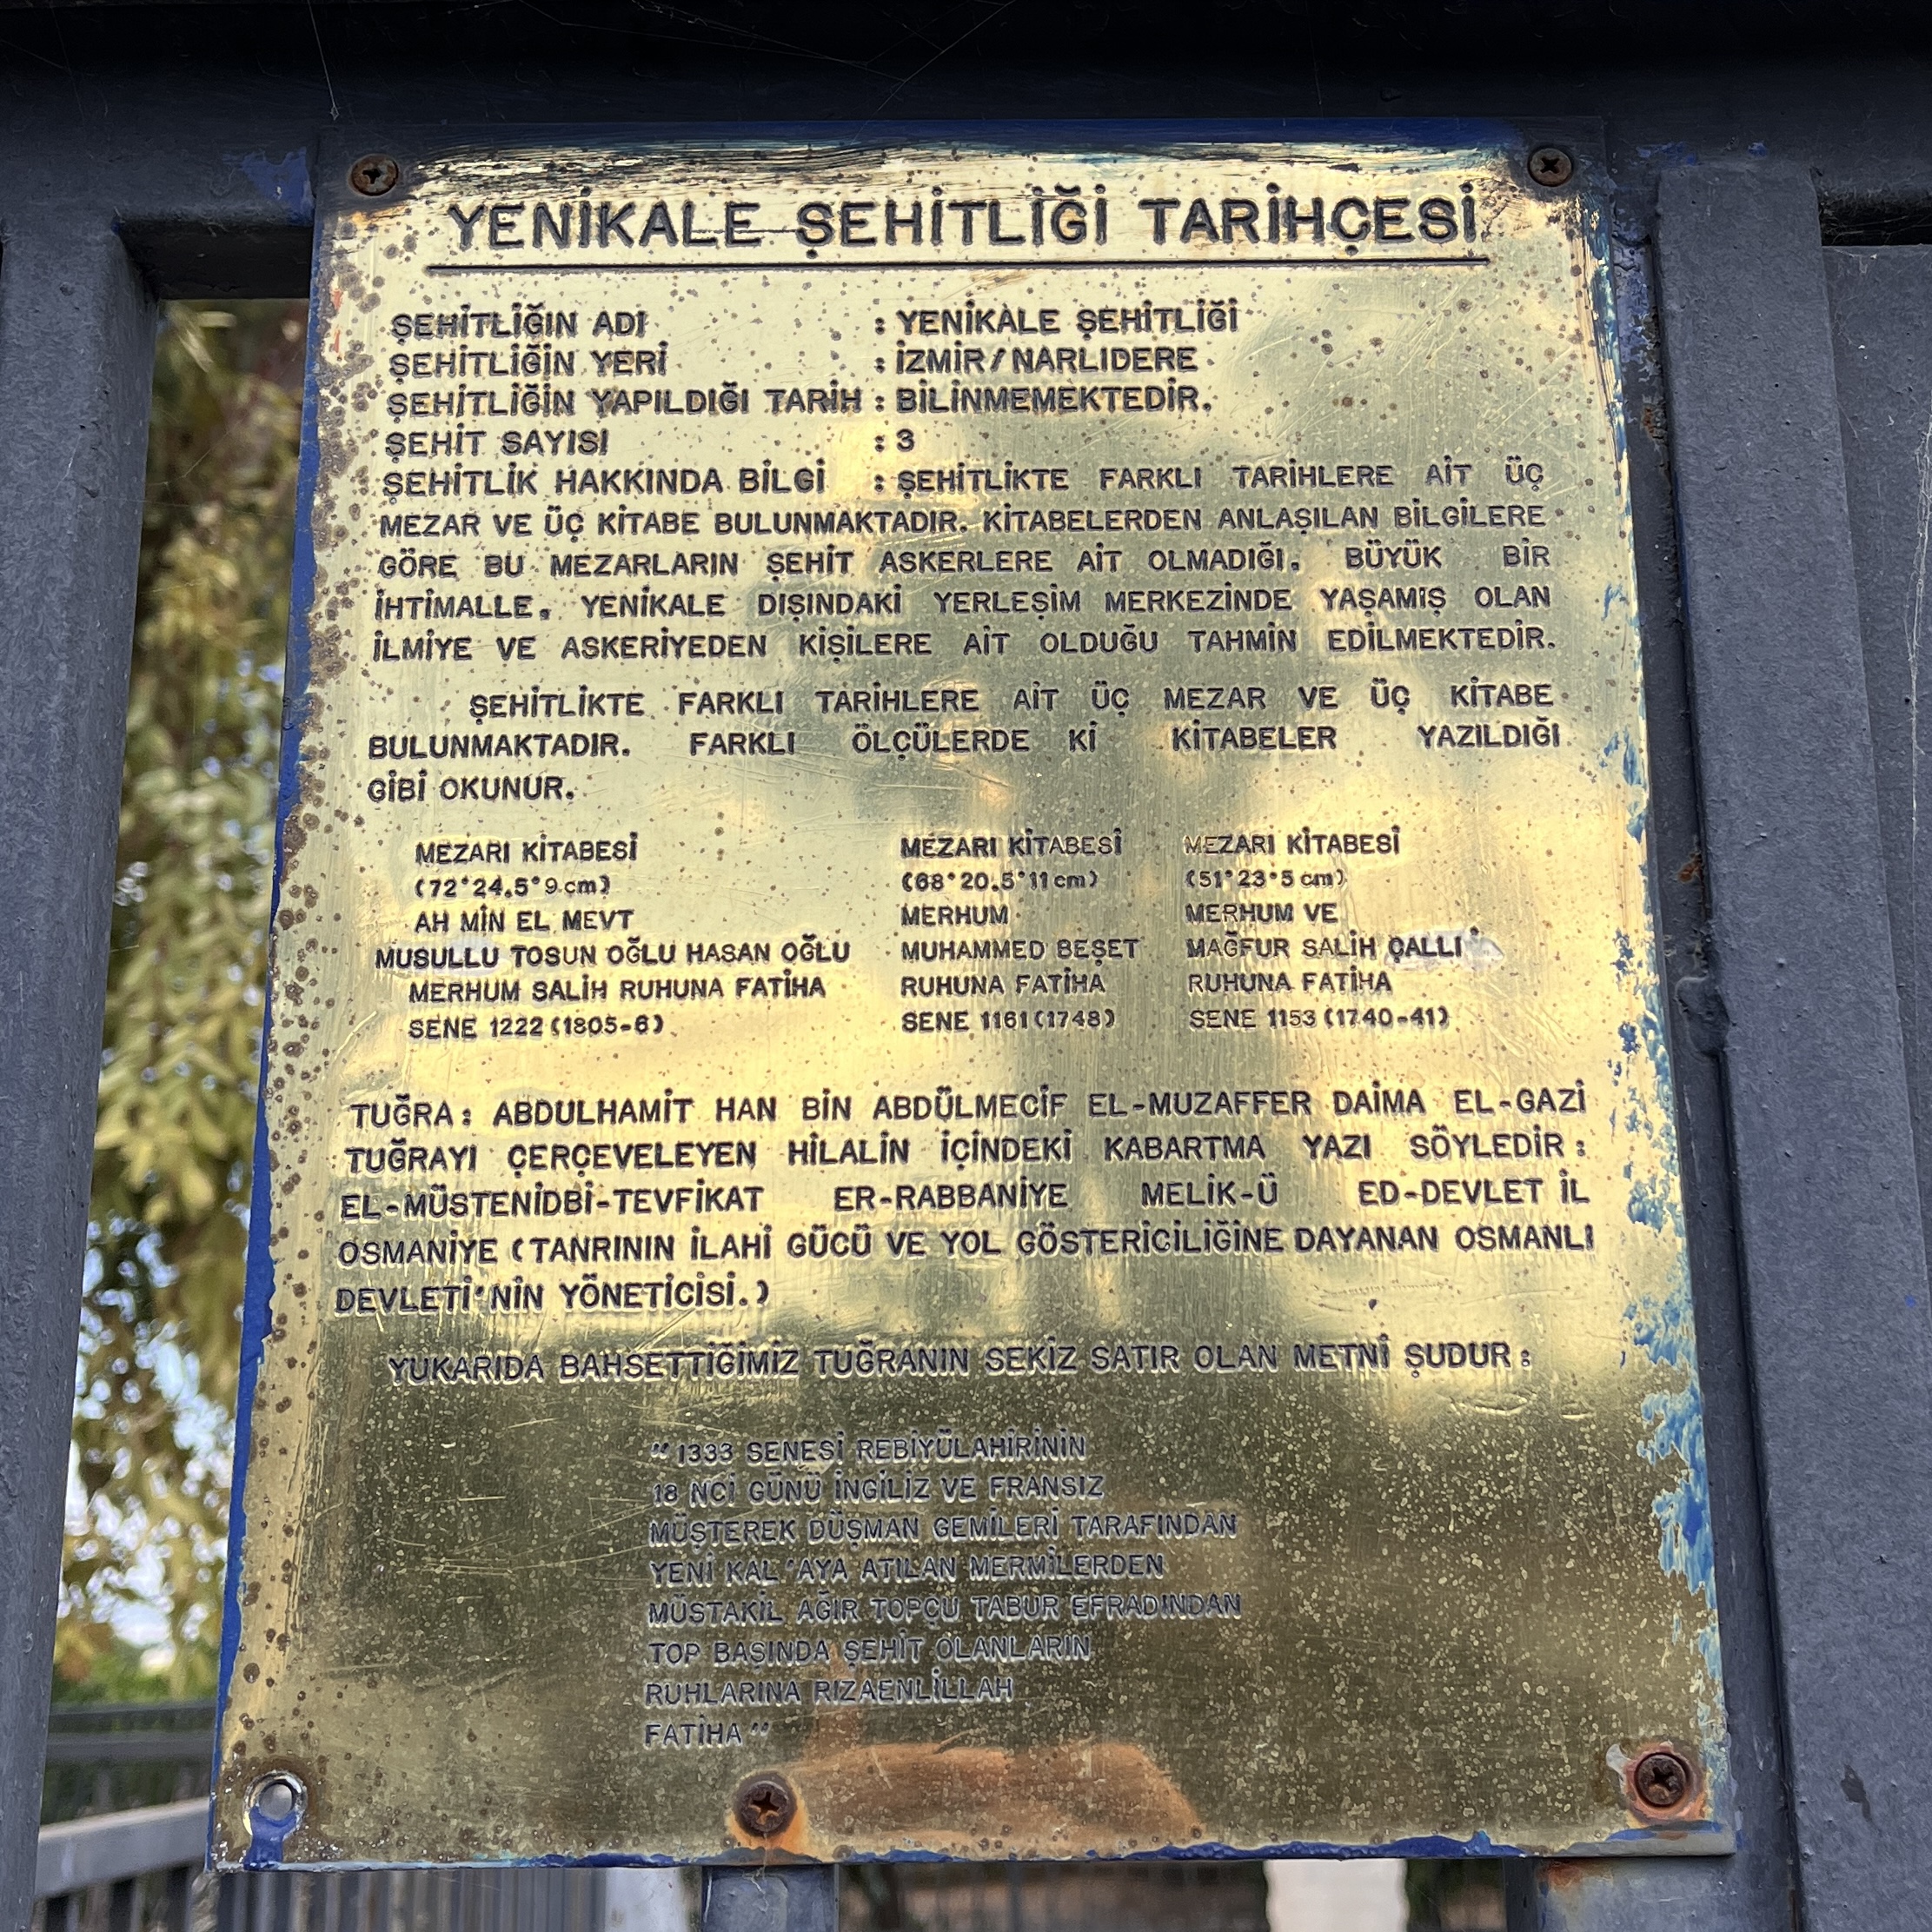 YENİKALE ŞEHİTLİĞİ TARİHÇESİ
ŞEHİTLİĞİN ADI : YENİKALE ŞEHİTLİĞİ
ŞEHİTLİĞİN YERİ : İZMİR/NARLIDERE
ŞEHİTLİĞİN YAPILDIĞI TARİH : BİLİNMEMEKTEDİR.
ŞEHİT SAYISI : 3
ŞEHİTLİK HAKKINDA BİLGİ : ŞEHİTLİKTE FARKLI TARİHLERE AİT ÜÇ
MEZAR VE ÜÇ KİTABE BULUNMAKTADIR. KİTABELERDEN ANLAŞILAN BİLGİLERE
GÖRE BU MEZARLARIN ŞEHİT ASKERLERE AİT OLMADIĞI, BÜYÜK BİR
İHTİMALLE, YENİKALE DIŞINDAKİ YERLEŞİM MERKEZİNDE YAŞAMIŞ OLAN
İLMİYE VE ASKERİYEDEN KİŞİLERE AİT OLDUĞU TAHMİN EDİLMEKTEDİR.
ŞEHİTLİKTE FARKLI TARİHLERE AİT ÜÇ MEZAR VE ÜÇ KİTABE
BULUNMAKTADIR. FARKLI ÖLÇÜLERDE Kİ KİTABELER YAZILDIĞI
GİBİ OKUNUR.
MEZARI KİTABESİ
(72*24.5*9 cm)
AH MİN EL MEVT
MUSULLU TOSUN OĞLU HASAN OĞLU
MERHUM SALİH RUHUNA FATİHA
SENE 1222 (1805-6)
MEZARI KİTABESİ
(68*20.5*11 cm)
MERHUM
MUHAMMED BEŞET
RUHUNA FATİHA
SENE 1161 (1748)
MEZARI KİTABESİ
(51*23*5 cm)
MERHUM VE
MAĞFUR SALİH ÇALLI
RUHUNA FATİHA
SENE 1153 (1740-41)
TUĞRA: ABDULHAMİT HAN BİN ABDÜLMECİF EL-MUZAFFER DAİMA EL-GAZİ
TUĞRAYI ÇERÇEVELEYEN HİLALİN İÇİNDEKİ KABARTMA YAZI SÖYLEDİR:
EL-MÜSTENİDBİ-TEVFİKAT ER-RABBANİYE MELİK-Ü ED-DEVLET İL
OSMANİYE (TANRININ İLAHİ GÜCÜ VE YOL GÖSTERİCİLİĞİNE DAYANAN OSMANLI
DEVLETİ'NİN YÖNETİCİSİ.)
YUKARIDA BAHSETTİĞİMİZ TUĞRANIN SEKİZ SATIR OLAN METNİ ŞUDUR:
"1333 SENESİ REBİYÜLAHİRİNİN
18 NCİ GÜNÜ İNGİLİZ VE FRANSIZ
MÜŞTEREK DÜŞMAN GEMİLERİ TARAFINDAN
YENİ KAL'AYA ATILAN MERMİLERDEN
MÜSTAKİL AĞIR TOPÇU TABUR EFRADINDAN
TOP BAŞINDA ŞEHİT OLANLARIN
RUHLARINA RIZAENLİLLAH
FATİHA"